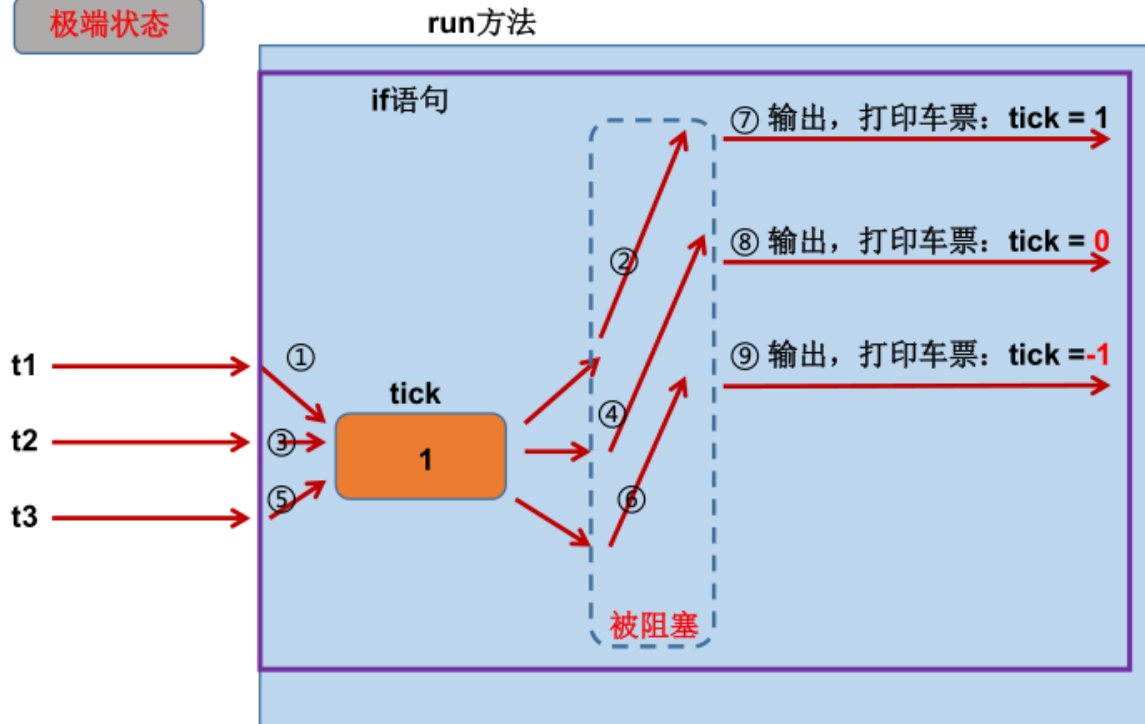 极端状态
run方法
if语句
⑦ 输出，打印车票：tick = 1
②
⑧ 输出，打印车票：tick = 0
⑨ 输出，打印车票：tick =-1
t1
①
tick
④
t2
③
1
t3
⑤
⑥
被阻塞